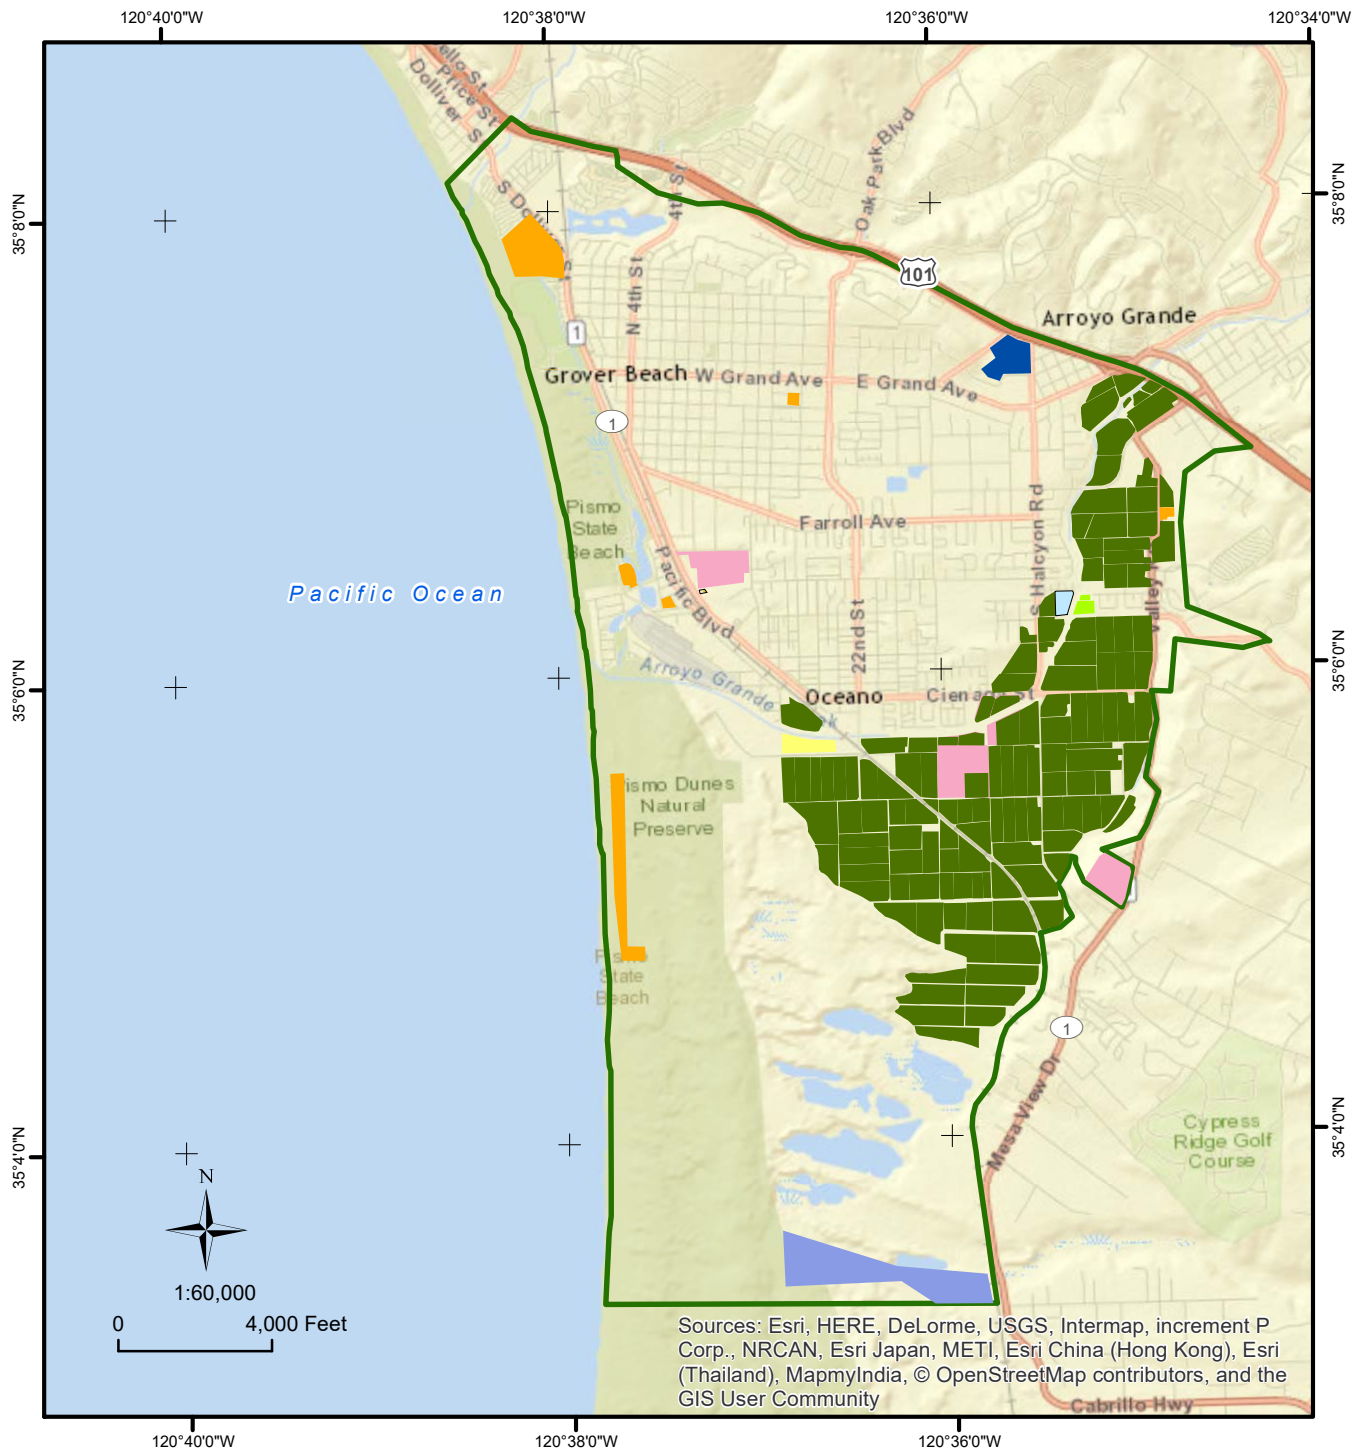 120°40'0"W
120°38'0"W
120°36'0"W
120°34'0"W
Price St
Dolliver St
Oak Park Blvd
4th St
35°8'0"N
35°8'0"N
101
N 4th St
Arroyo Grande
1
Grover Beach
W Grand Ave
E Grand Ave
1
Pismo
State
Beach
Farroll Ave
S Halcyon Rd
Pacific Ocean
Pacific Blvd
22nd St
Valley
35°6'0"N
35°6'0"N
Arroyo Grande
Oceano
Cienaga St
Pismo Dunes
Natural
Preserve
Pismo
State
Beach
1
Mesa View Dr
Cypress
Ridge Golf
Course
35°4'0"N
35°4'0"N
N
1:60,000
0
4,000 Feet
Sources: Esri, HERE, DeLorme, USGS, Intermap, increment P
Corp., NRCAN, Esri Japan, METI, Esri China (Hong Kong), Esri
(Thailand), MapmyIndia, © OpenStreetMap contributors, and the
GIS User Community
Cabrillo Hwy
120°40'0"W
120°38'0"W
120°36'0"W